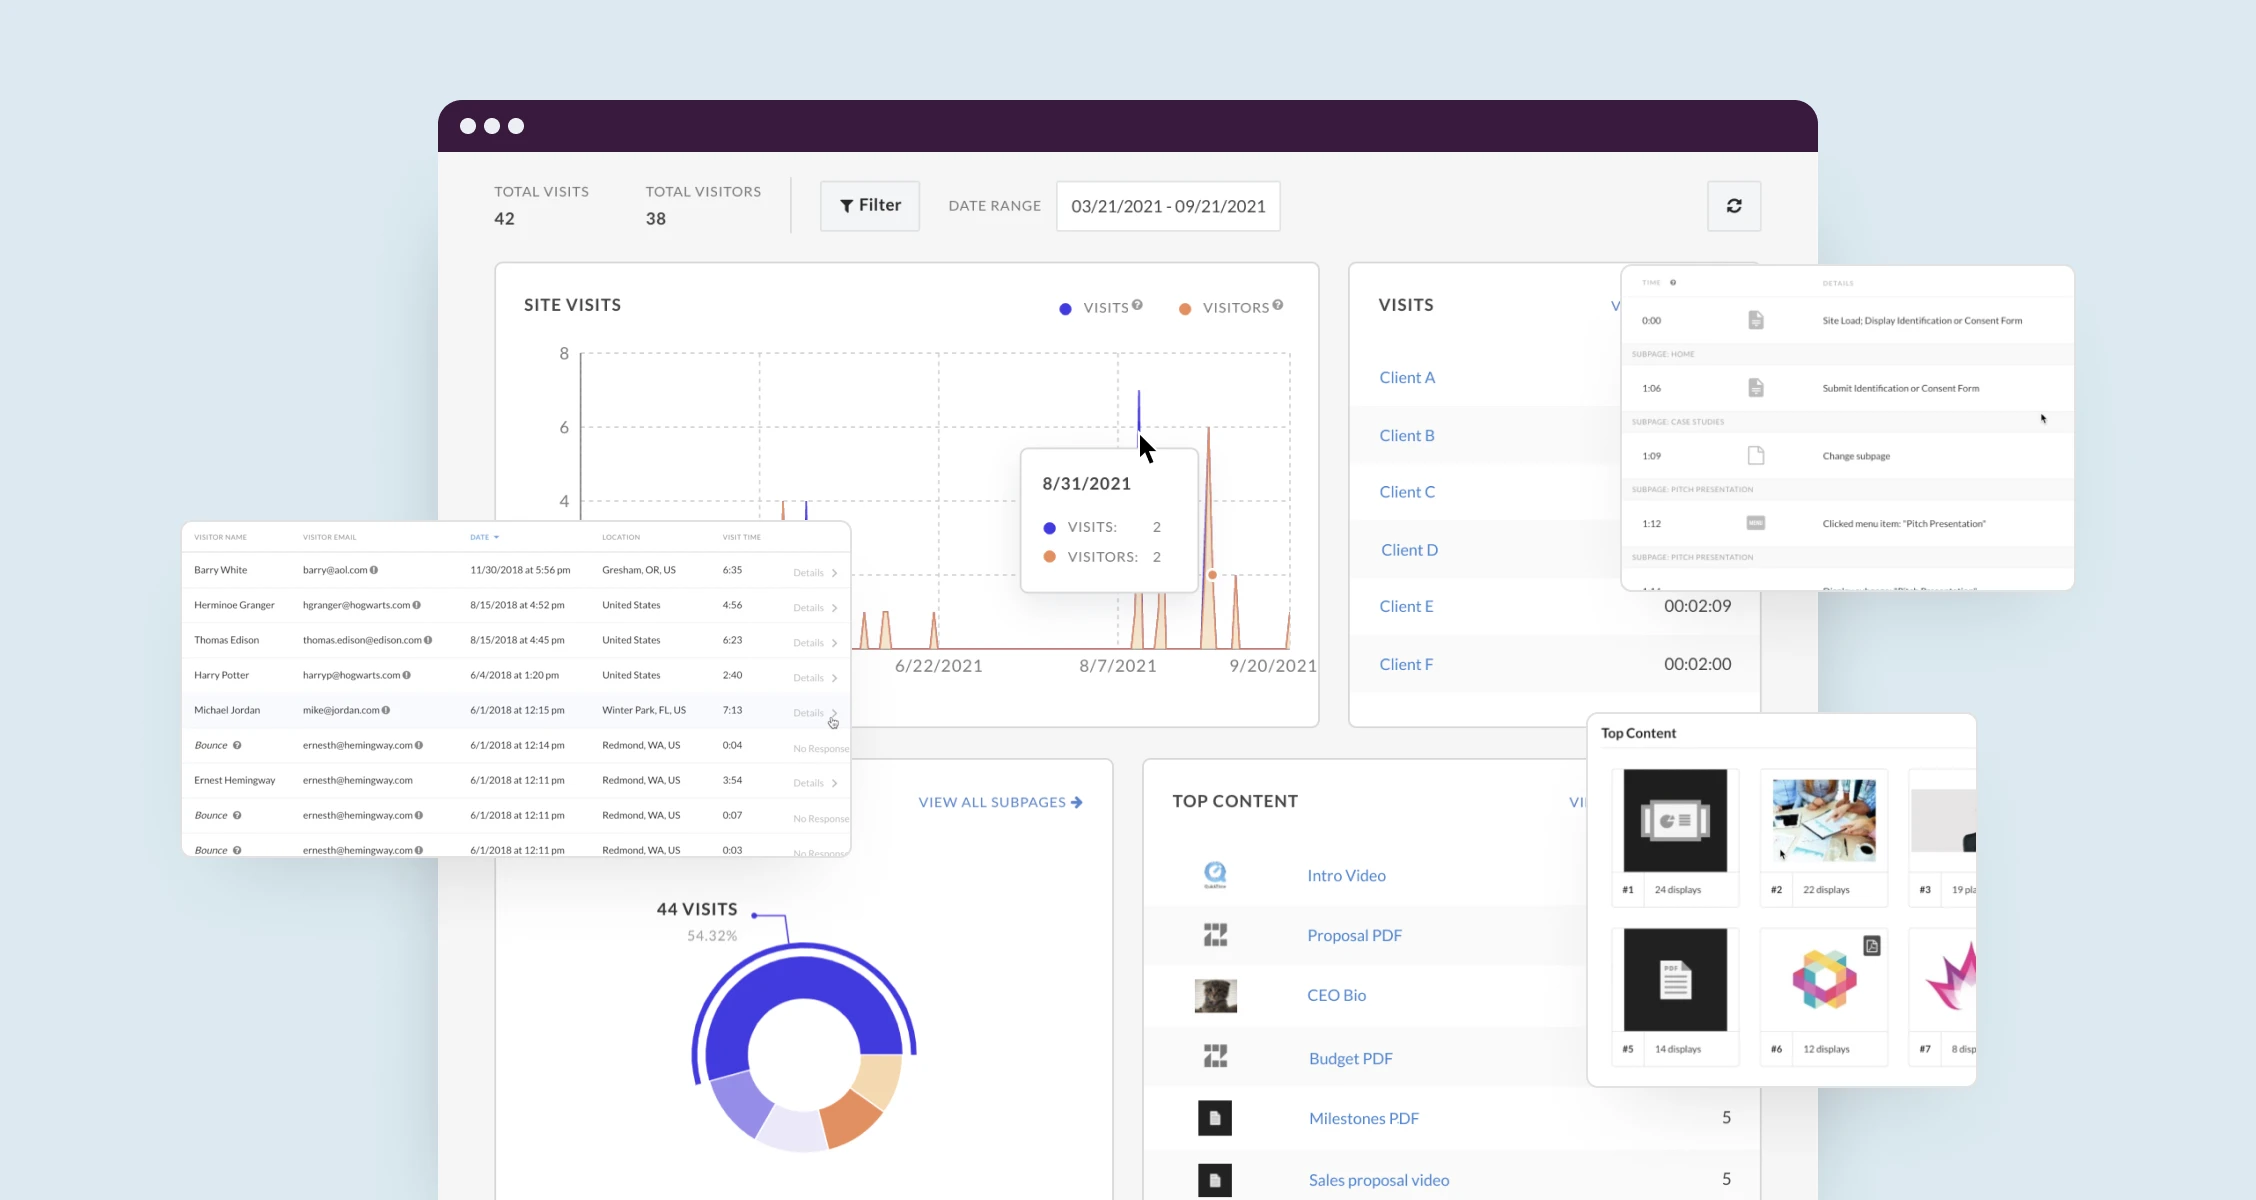 TOTAL VISITS
42
TOTAL VISITORS
38
Filter
DATE RANGE
03/21/2021 - 09/21/2021
SITE VISITS
VISITS
VISITORS
8
6
4
8/31/2021
VISITS: 2
VISITORS: 2
6/22/2021
8/7/2021
9/20/2021
VISITS
Client A
Client B
Client C
Client D
Client E 00:02:09
Client F 00:02:00
TIME DETAILS
0:00 Site Load; Display Identification or Consent Form
SUBPAGE: HOME
1:06 Submit Identification or Consent Form
SUBPAGE: CASE STUDIES
1:09 Change subpage
SUBPAGE: PITCH PRESENTATION
1:12 MENU Clicked menu item: "Pitch Presentation"
SUBPAGE: PITCH PRESENTATION
VISITOR NAME VISITOR EMAIL DATE LOCATION VISIT TIME
Barry White barry@aol.com 11/30/2018 at 5:56 pm Gresham, OR, US 6:35 Details
Herminoe Granger hgranger@hogwarts.com 8/15/2018 at 4:52 pm United States 4:56 Details
Thomas Edison thomas.edison@edison.com 8/15/2018 at 4:45 pm United States 6:23 Details
Harry Potter harryp@hogwarts.com 6/4/2018 at 1:20 pm United States 2:40 Details
Michael Jordan mike@jordan.com 6/1/2018 at 12:15 pm Winter Park, FL, US 7:13 Details
Bounce ernesth@hemingway.com 6/1/2018 at 12:14 pm Redmond, WA, US 0:04 No Response
Ernest Hemingway ernesth@hemingway.com 6/1/2018 at 12:11 pm Redmond, WA, US 3:54 Details
Bounce ernesth@hemingway.com 6/1/2018 at 12:11 pm Redmond, WA, US 0:07 No Response
Bounce ernesth@hemingway.com 6/1/2018 at 12:11 pm Redmond, WA, US 0:03 No Response
VIEW ALL SUBPAGES
44 VISITS
54.32%
TOP CONTENT
Intro Video
Proposal PDF
CEO Bio
Budget PDF
Milestones PDF 5
Sales proposal video 5
Top Content
#1 24 displays
#2 22 displays
#3 19
PDF
#5 14 displays
#6 12 displays
#7 8